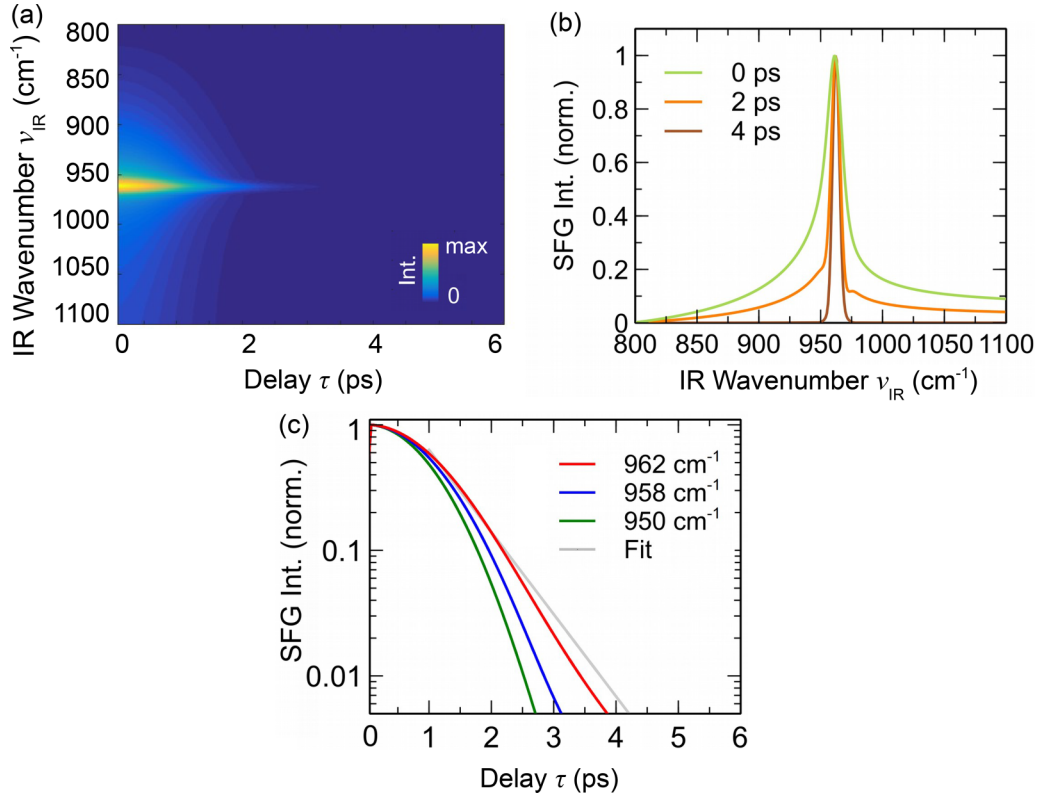 (a)
IR Wavenumber νIR (cm-1)
800
850
900
950
1000
1050
1100
Int.
max
0
0
2
4
6
Delay τ (ps)
(b)
SFG Int. (norm.)
1
0.8
0.6
0.4
0.2
0
0 ps
2 ps
4 ps
800 850 900 950 1000 1050 1100
IR Wavenumber νIR (cm-1)
(c)
SFG Int. (norm.)
1
0.1
0.01
962 cm-1
958 cm-1
950 cm-1
Fit
0 1 2 3 4 5 6
Delay τ (ps)